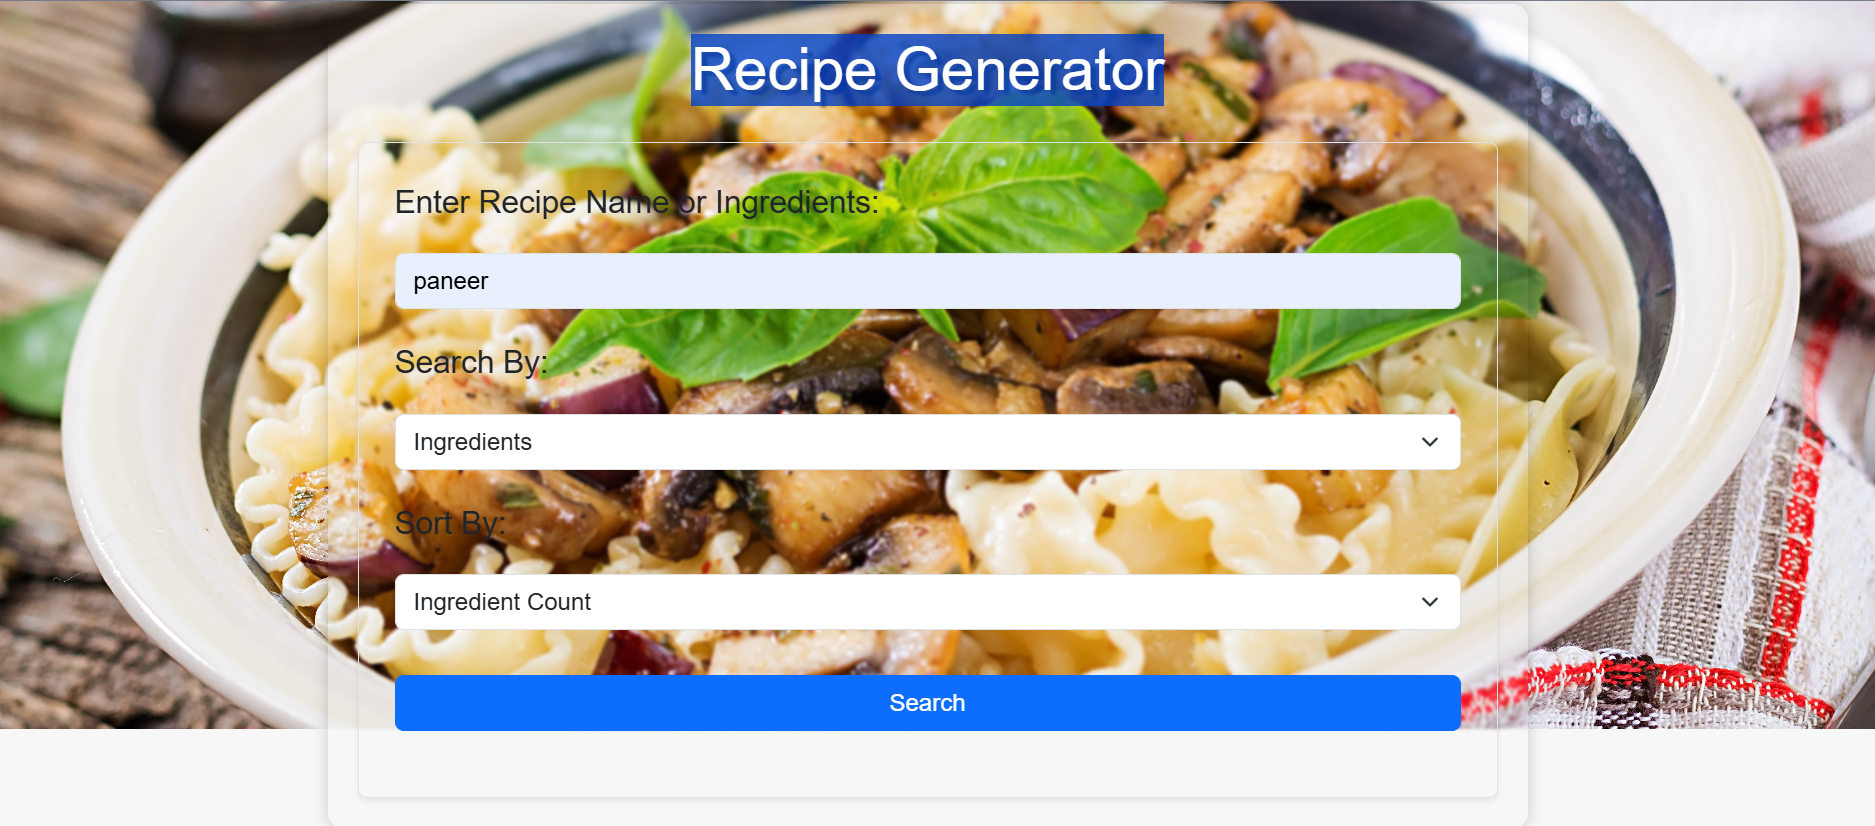 Recipe Generator
Enter Recipe Name or Ingredients:
paneer
Search By:
Ingredients
Sort By:
Ingredient Count
Search